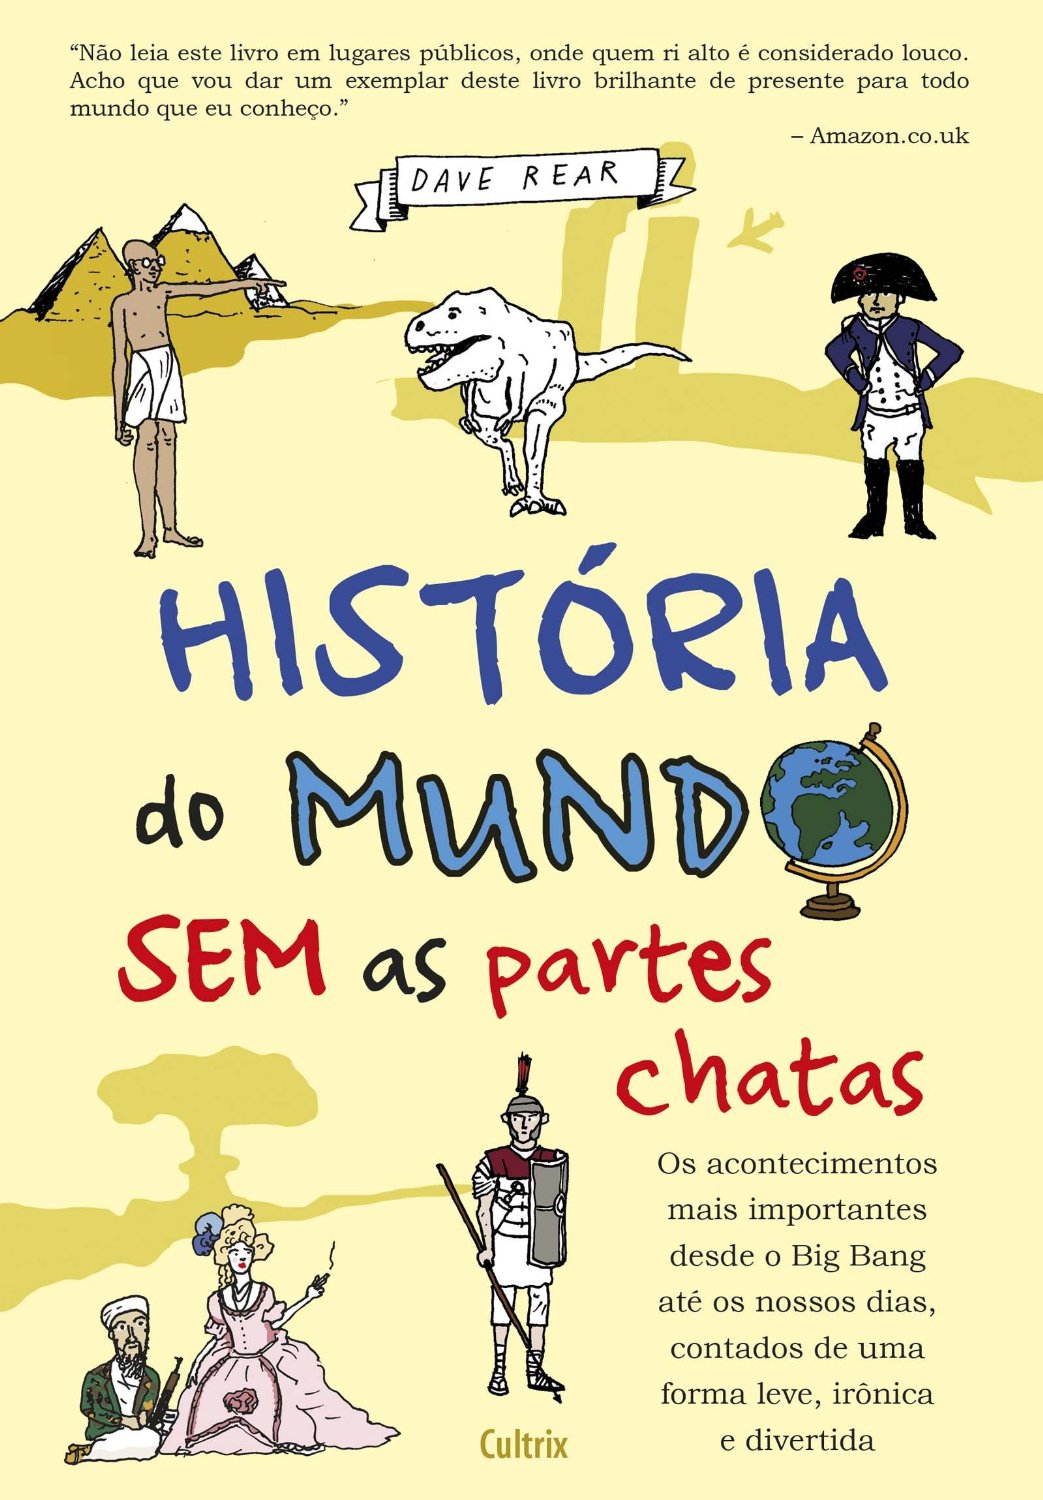 “Não leia este livro em lugares públicos, onde quem ri alto é considerado louco.
Acho que vou dar um exemplar deste livro brilhante de presente para todo
mundo que eu conheço.”
– Amazon.co.uk
DAVE REAR
HISTÓRIA
do MUNDO
SEM as partes
chatas
Os acontecimentos
mais importantes
desde o Big Bang
até os nossos dias,
contados de uma
forma leve, irônica
e divertida
Cultrix